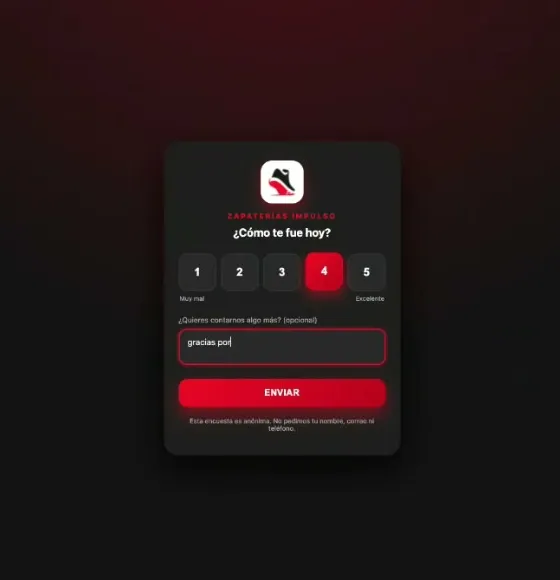 ZAPATERÍAS IMPULSO
¿Cómo te fue hoy?
1 2 3 4 5
Muy mal Excelente
¿Quieres contarnos algo más? (opcional)
gracias por
ENVIAR
Esta encuesta es anónima. No pedimos tu nombre, correo ni
teléfono.